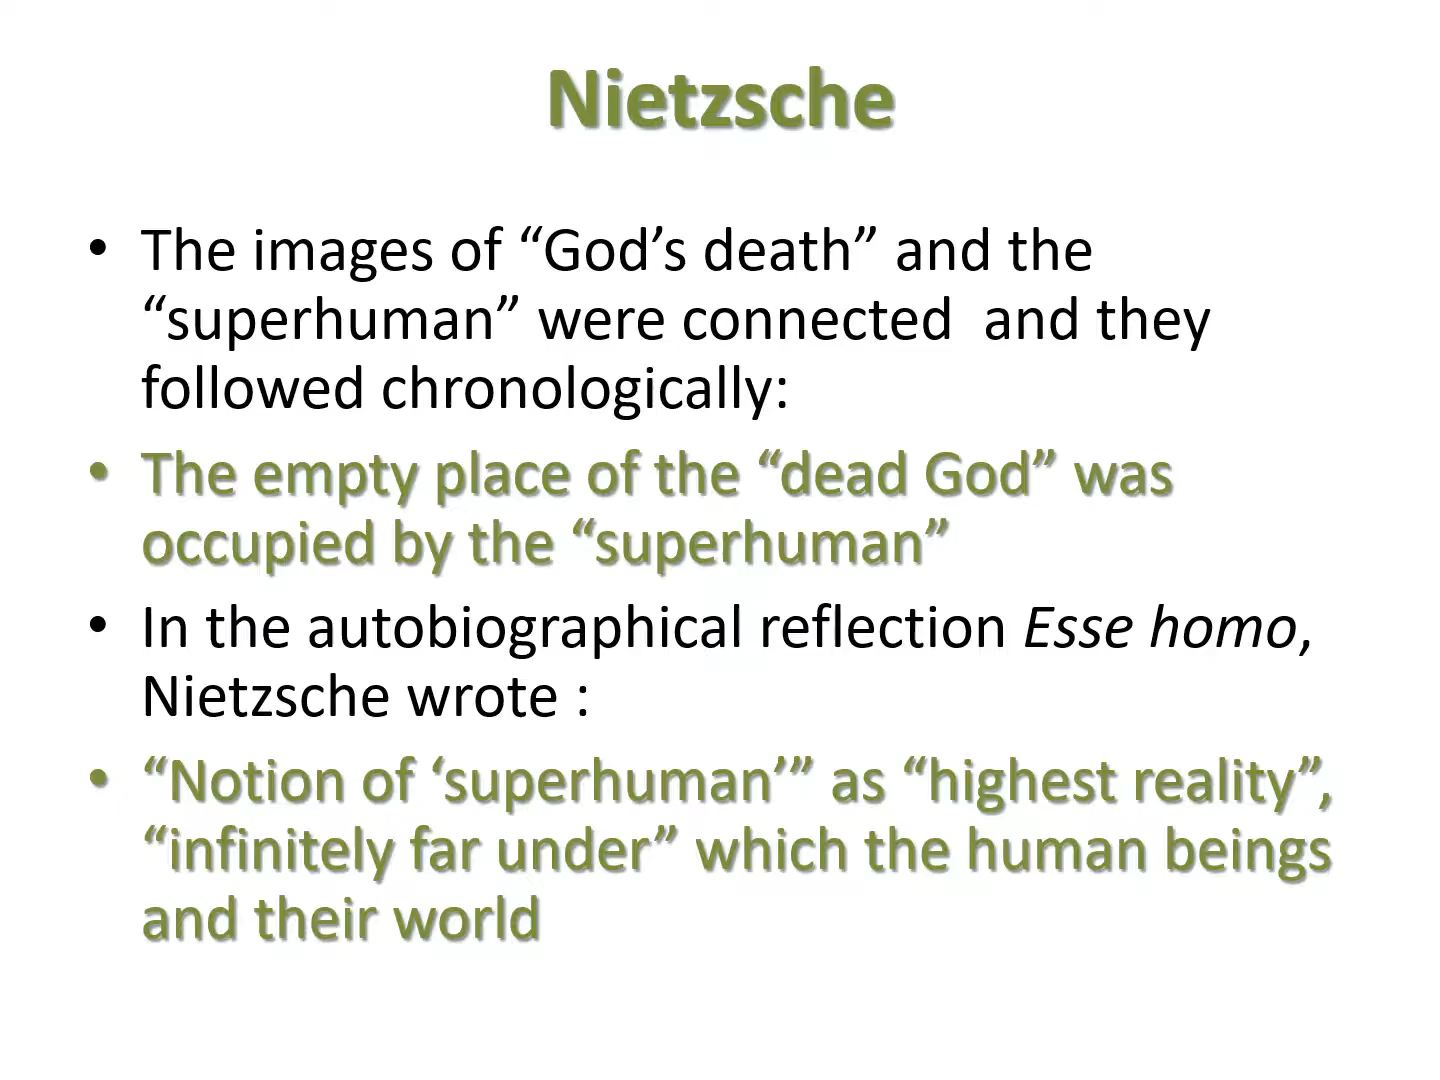 Nietzsche
• The images of “God’s death” and the
“superhuman” were connected  and they
followed chronologically:
• The empty place of the “dead God” was
occupied by the “superhuman”
• In the autobiographical reflection Esse homo,
Nietzsche wrote :
• “Notion of ‘superhuman’” as “highest reality”,
“infinitely far under” which the human beings
and their world